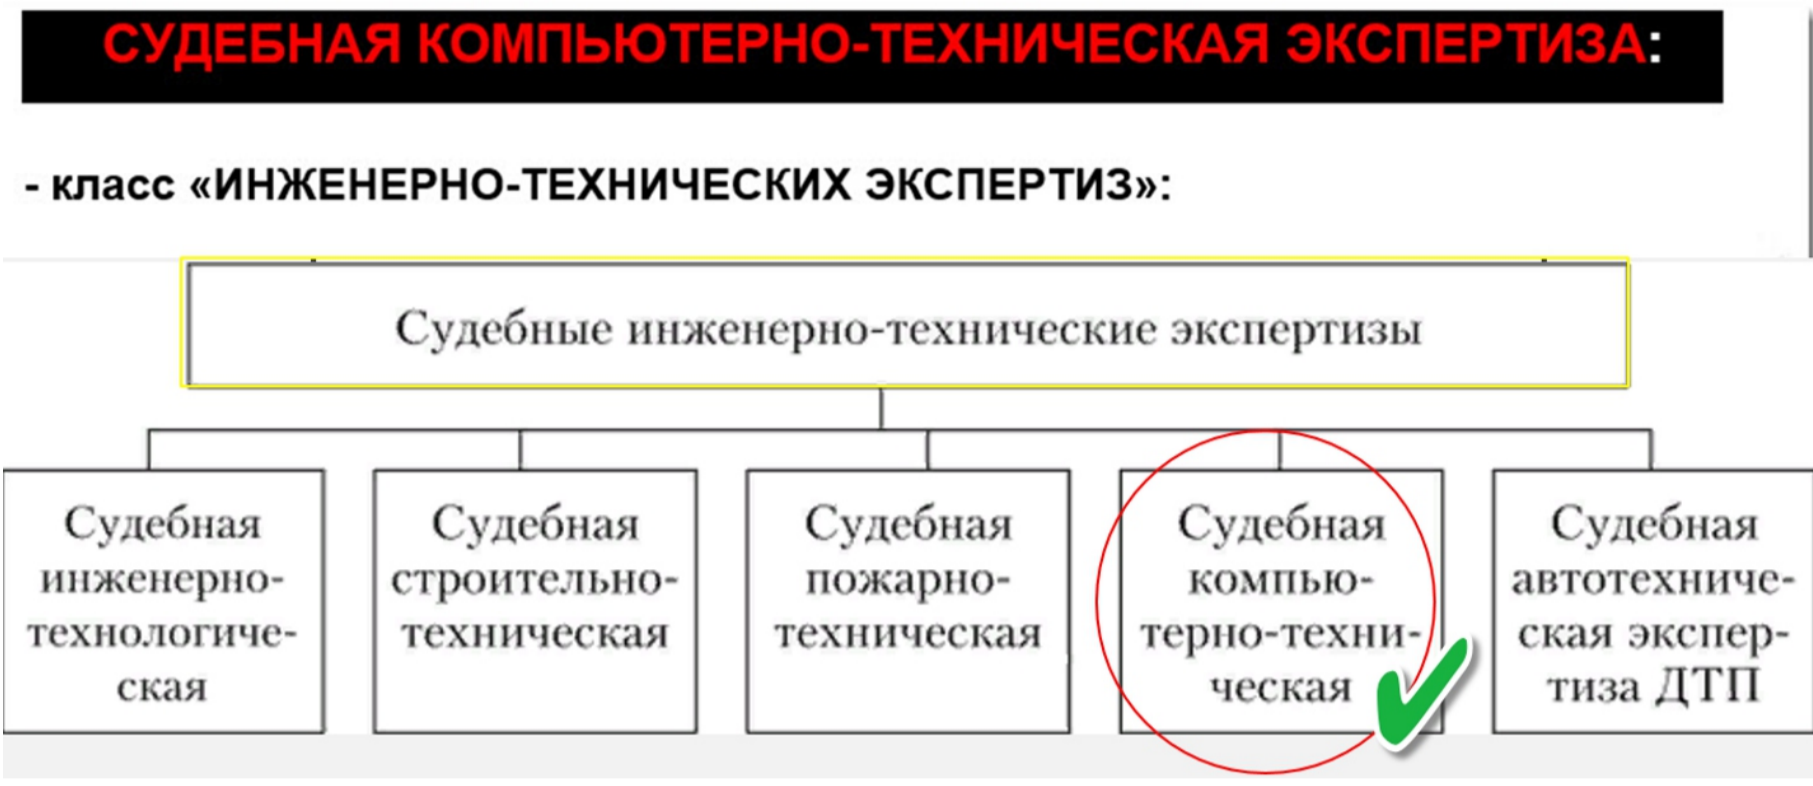 СУДЕБНАЯ КОМПЬЮТЕРНО-ТЕХНИЧЕСКАЯ ЭКСПЕРТИЗА:
- класс «ИНЖЕНЕРНО-ТЕХНИЧЕСКИХ ЭКСПЕРТИЗ»:
Судебные инженерно-технические экспертизы
Судебная
инженерно-
технологиче-
ская
Судебная
строительно-
техническая
Судебная
пожарно-
техническая
Судебная
компью-
терно-техни-
ческая
Судебная
автотехниче-
ская экспер-
тиза ДТП